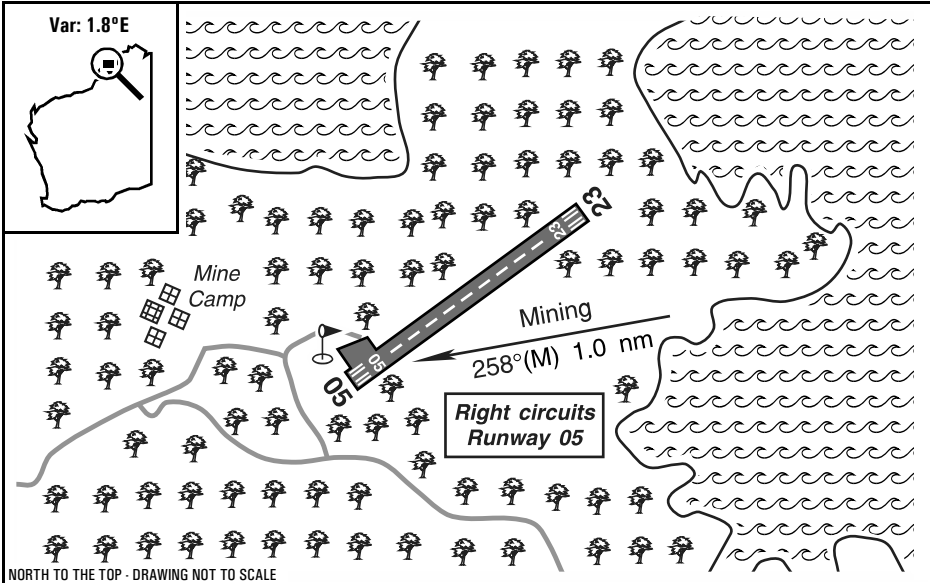 Var: 1.8ºE
23
23
Mine
Camp
Mining
258°(M) 1.0 nm
05
05
Right circuits
Runway 05
NORTH TO THE TOP - DRAWING NOT TO SCALE